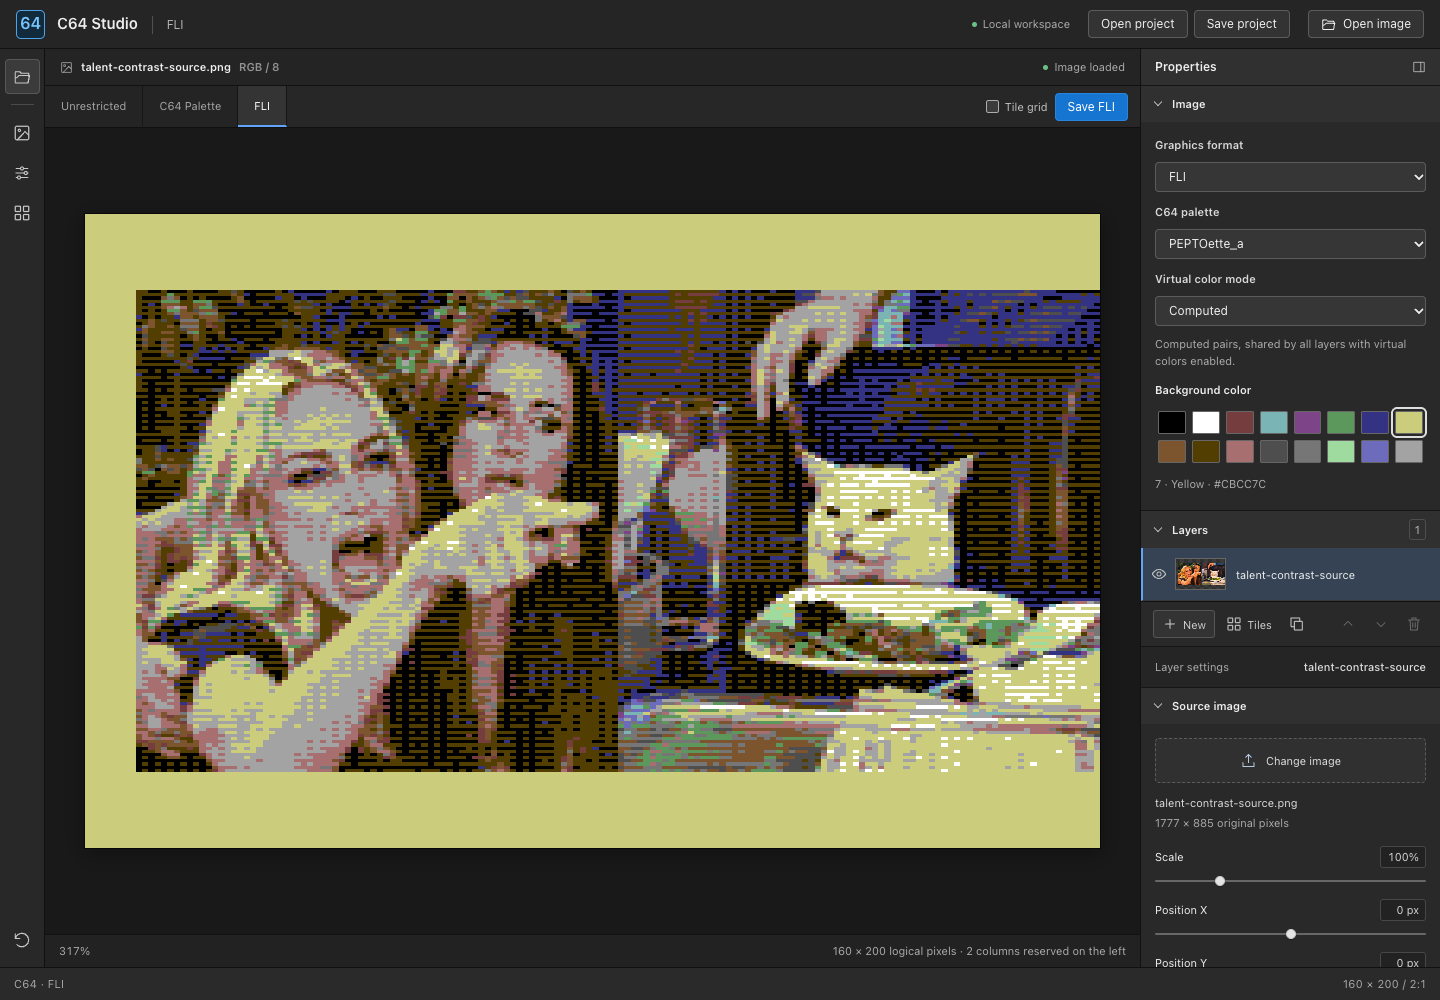 64 C64 Studio FLI
Local workspace
Open project
Save project
Open image
talent-contrast-source.png RGB / 8
Image loaded
Unrestricted
C64 Palette
FLI
Tile grid
Save FLI
317%
160 × 200 logical pixels · 2 columns reserved on the left
Properties
Image
Graphics format
FLI
C64 palette
PEPTOette_a
Virtual color mode
Computed
Computed pairs, shared by all layers with virtual
colors enabled.
Background color
7 · Yellow · #CBCC7C
Layers 1
talent-contrast-source
New
Tiles
Layer settings talent-contrast-source
Source image
Change image
talent-contrast-source.png
1777 × 885 original pixels
Scale 100%
Position X 0 px
Position Y 0 px
C64 · FLI
160 × 200 / 2:1